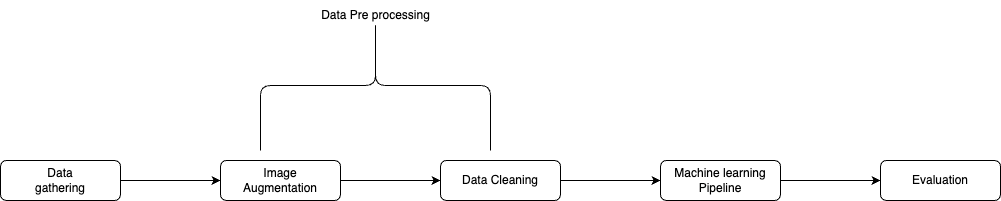 Data Pre processing
Data
gathering
Image
Augmentation
Data Cleaning
Machine learning
Pipeline
Evaluation